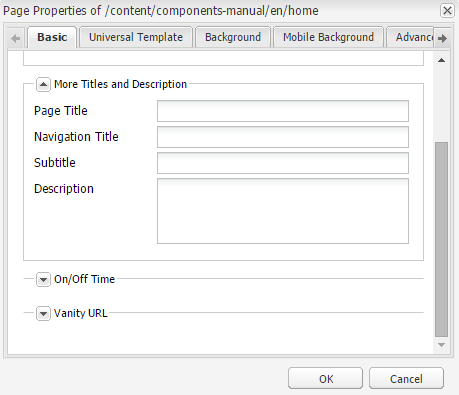 Page Properties of /content/components-manual/en/home
Basic Universal Template Background Mobile Background Advanc
More Titles and Description
Page Title
Navigation Title
Subtitle
Description
On/Off Time
Vanity URL
OK Cancel